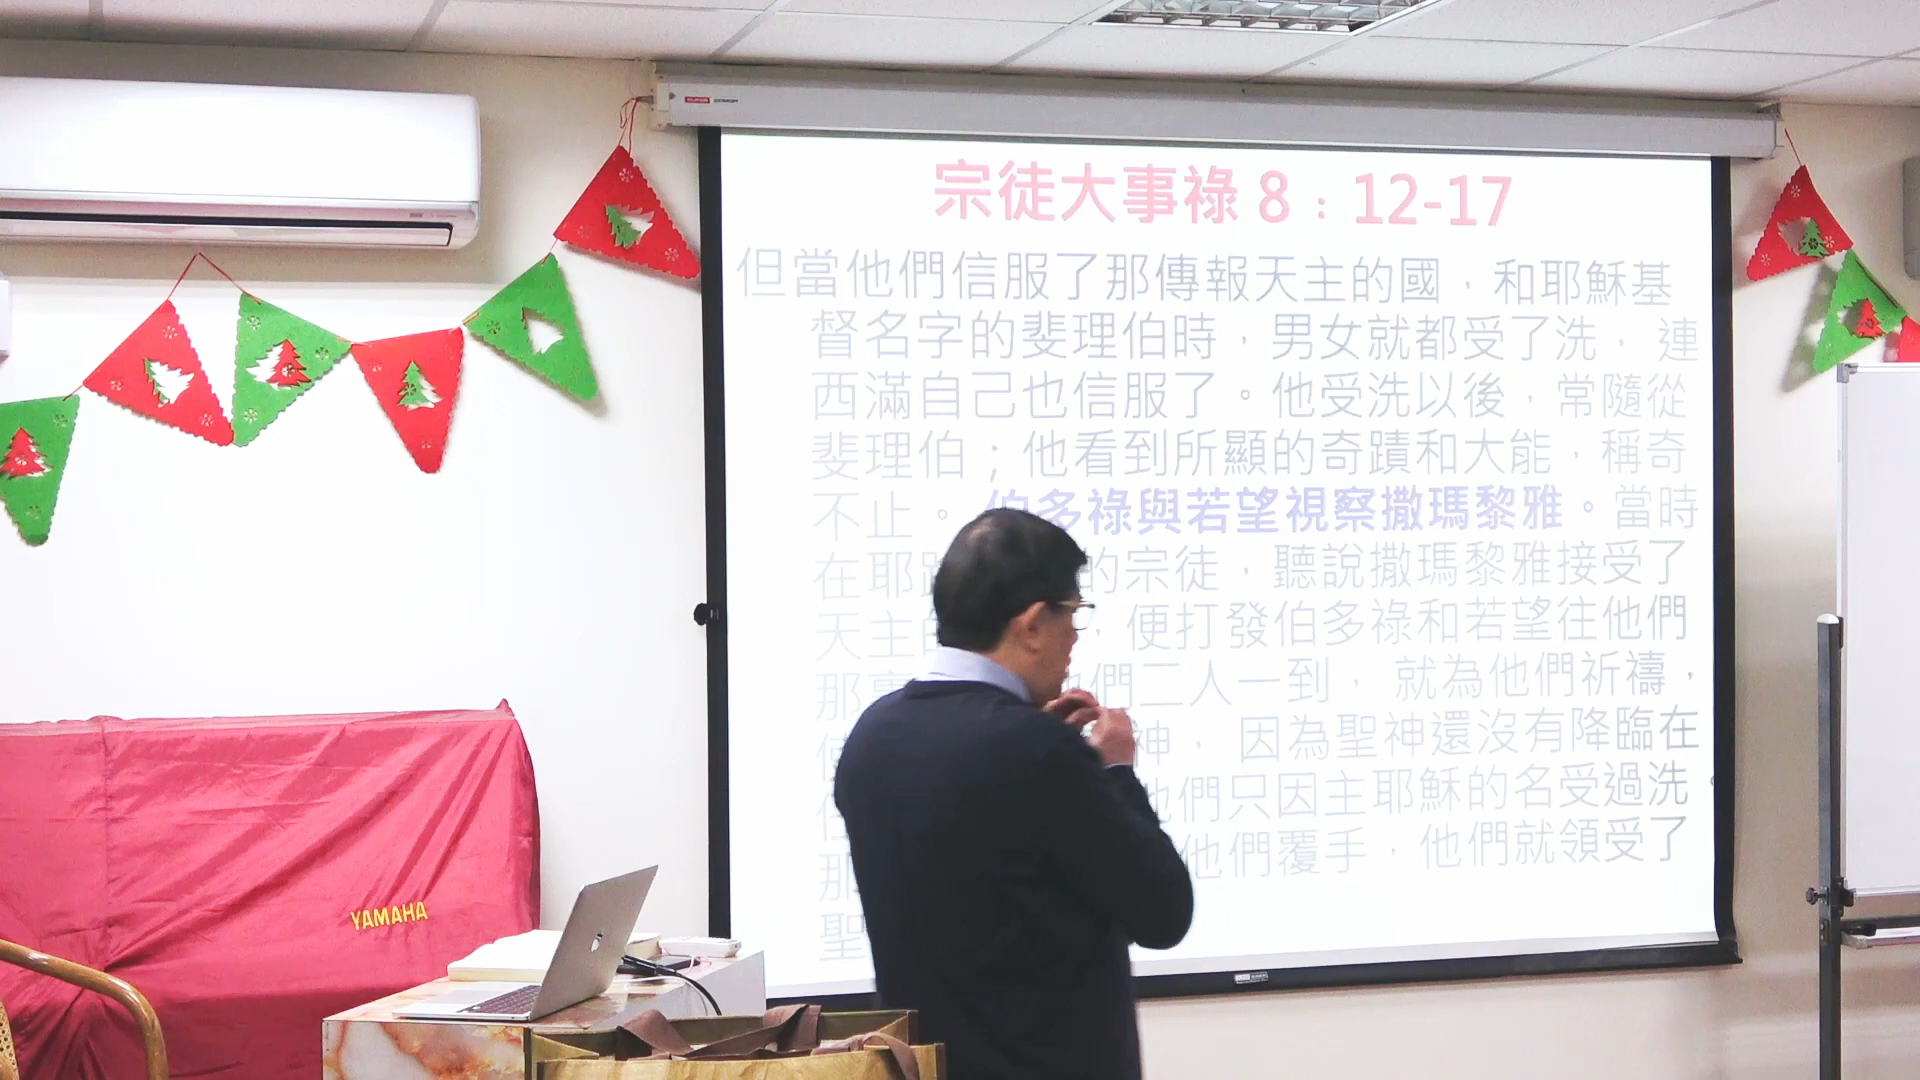 宗徒大事祿 8：12-17
但當他們信服了那傳報天主的國，和耶穌基
督名字的斐理伯時，男女就都受了洗，連
西滿自己也信服了。他受洗以後，常隨從
斐理伯；他看到所顯的奇蹟和大能，稱奇
不止。伯多祿與若望視察撒瑪黎雅。當時
在耶 的宗徒，聽說撒瑪黎雅接受了
天主 ，便打發伯多祿和若望往他們
那 他們二人一到，就為他們祈禱，
神，因為聖神還沒有降臨在
他們只因主耶穌的名受過洗。
那 他們覆手，他們就領受了
聖
YAMAHA